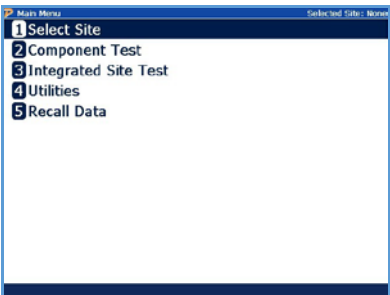 Main Menu
Selected Site: None
1 Select Site
2 Component Test
3 Integrated Site Test
4 Utilities
5 Recall Data